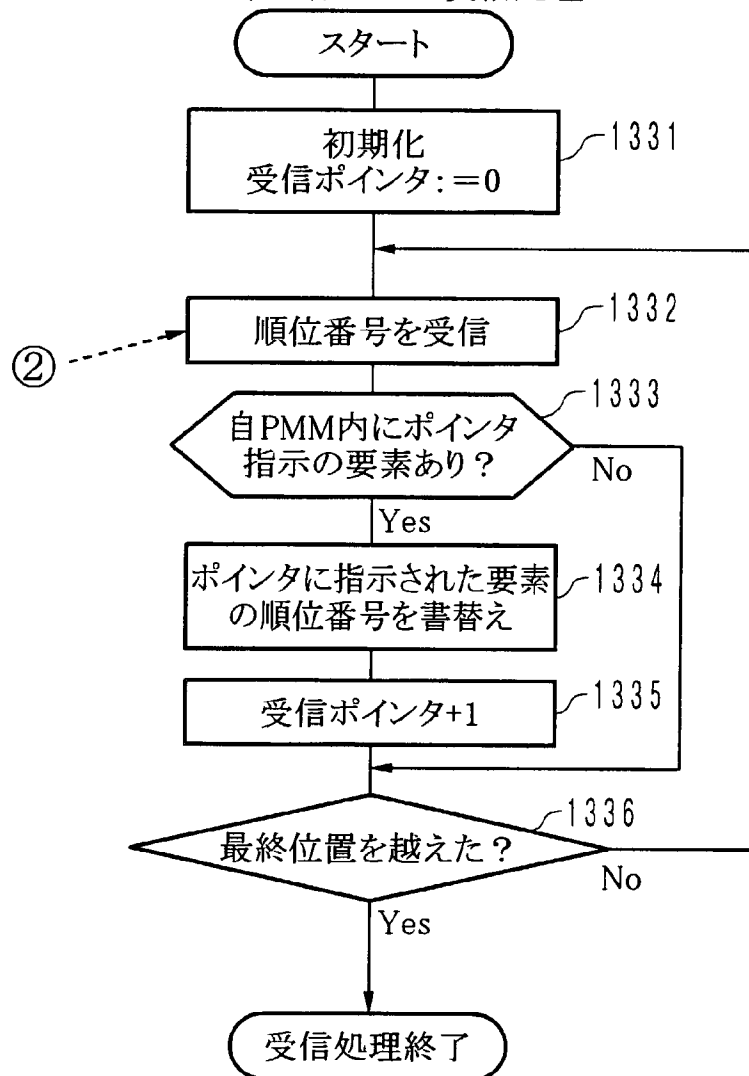 スタート
初期化
受信ポインタ:=0
1331
順位番号を受信
1332
②
自PMM内にポインタ
指示の要素あり?
1333
No
Yes
ポインタに指示された要素
の順位番号を書替え
1334
受信ポインタ+1
1335
最終位置を越えた?
1336
No
Yes
受信処理終了